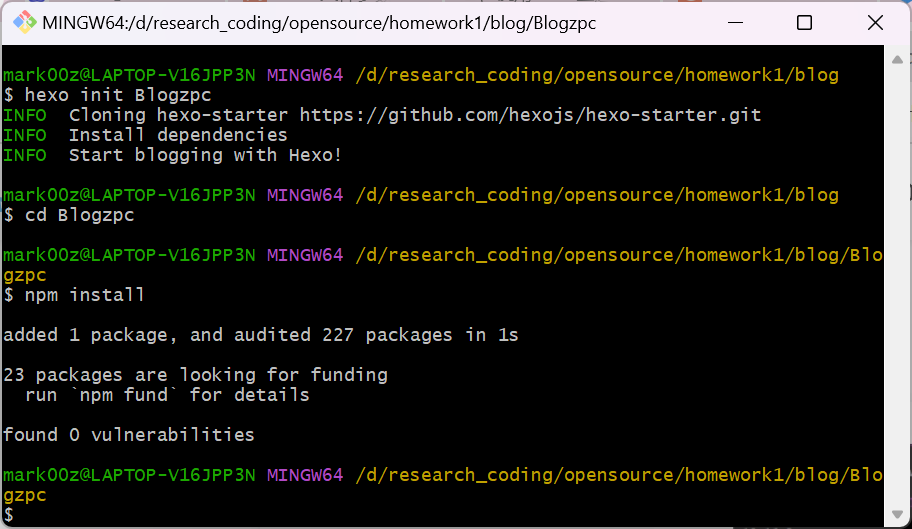 MINGW64:/d/research_coding/opensource/homework1/blog/Blogzpc
mark00z@LAPTOP-V16JPP3N MINGW64 /d/research_coding/opensource/homework1/blog
$ hexo init Blogzpc
INFO  Cloning hexo-starter https://github.com/hexojs/hexo-starter.git
INFO  Install dependencies
INFO  Start blogging with Hexo!
mark00z@LAPTOP-V16JPP3N MINGW64 /d/research_coding/opensource/homework1/blog
$ cd Blogzpc
mark00z@LAPTOP-V16JPP3N MINGW64 /d/research_coding/opensource/homework1/blog/Blo
gzpc
$ npm install
added 1 package, and audited 227 packages in 1s
23 packages are looking for funding
  run `npm fund` for details
found 0 vulnerabilities
mark00z@LAPTOP-V16JPP3N MINGW64 /d/research_coding/opensource/homework1/blog/Blo
gzpc
$